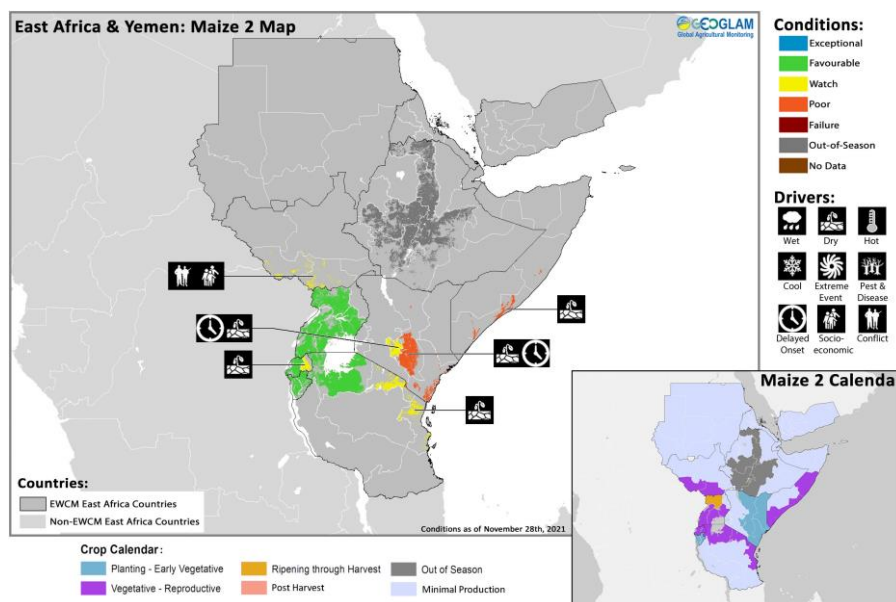 East Africa & Yemen: Maize 2 Map
GEOGLAM
Global Agricultural Monitoring
Conditions:
Exceptional
Favourable
Watch
Poor
Failure
Out-of-Season
No Data
Drivers:
Wet
Dry
Hot
Cool
Extreme
Event
Pest &
Disease
Delayed
Onset
Socio-
economic
Conflict
Countries:
EWCM East Africa Countries
Non-EWCM East Africa Countries
Conditions as of November 28th, 2021
Maize 2 Calendar
Crop Calendar:
Planting - Early Vegetative
Ripening through Harvest
Out of Season
Vegetative - Reproductive
Post Harvest
Minimal Production